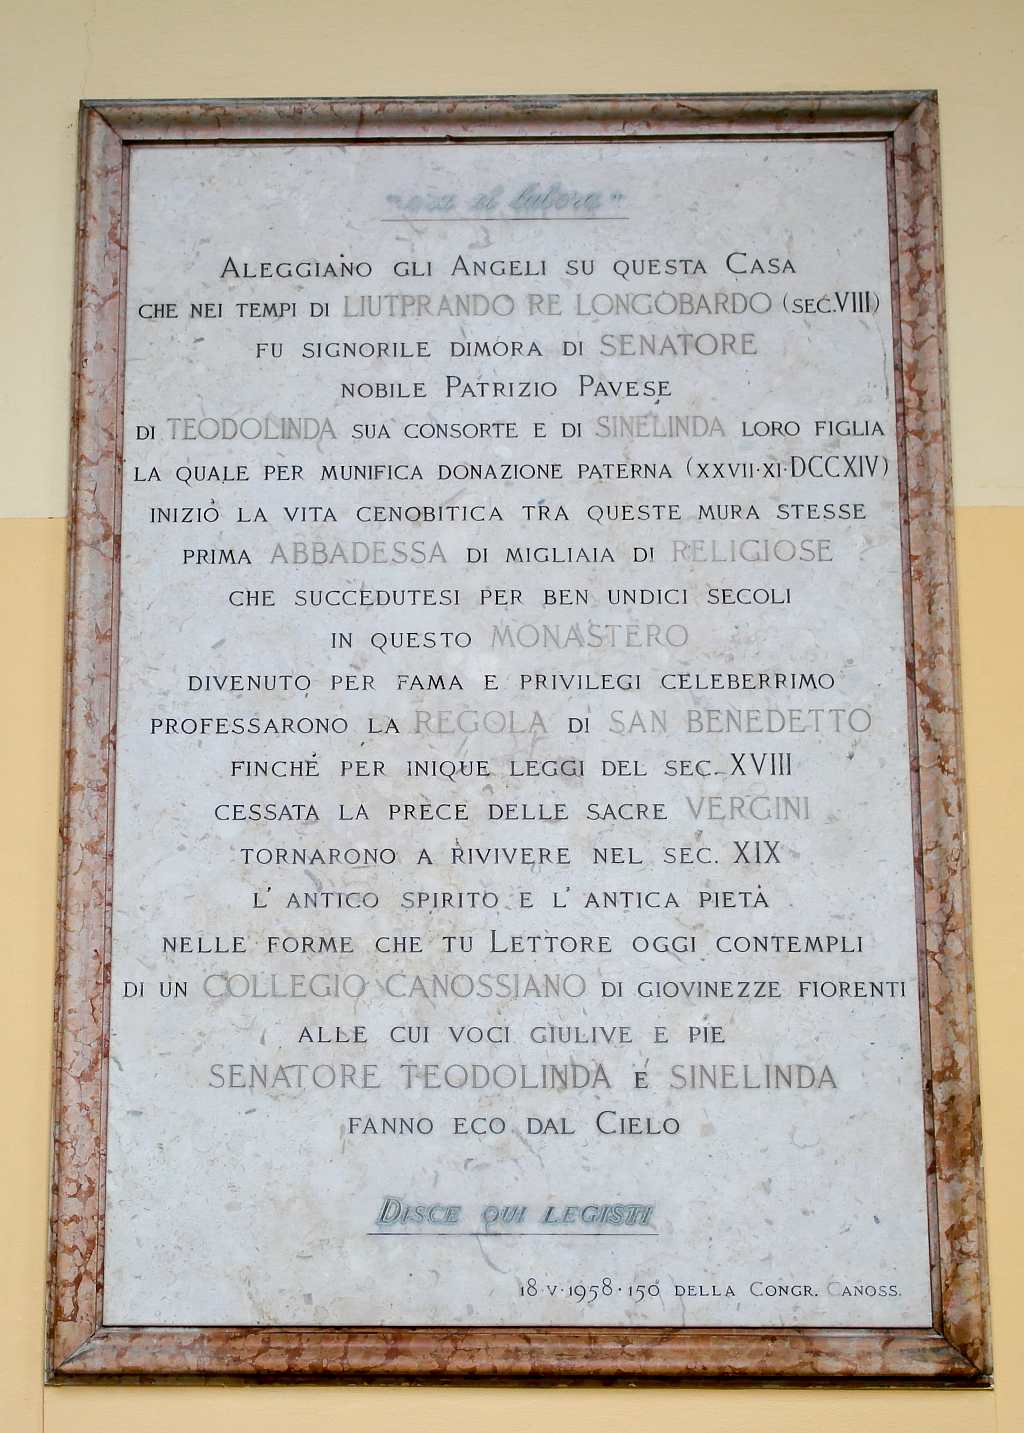 "ora et labora"
Aleggiano gli Angeli su questa Casa
che nei tempi di LIUTPRANDO RE LONGOBARDO (sec. VIII)
fu signorile dimora di SENATORE
nobile Patrizio Pavese
di TEODOLINDA sua consorte e di SINELINDA loro figlia
la quale per munifica donazione paterna (XXVII·XI·DCCXIV)
iniziò la vita cenobitica tra queste mura stesse
prima ABBADESSA di migliaia di RELIGIOSE
che succedutesi per ben undici secoli
in questo MONASTERO
divenuto per fama e privilegi celeberrimo
professarono la REGOLA di SAN BENEDETTO
finché per inique leggi del sec. XVIII
cessata la prece delle sacre VERGINI
tornarono a rivivere nel sec. XIX
l'antico spirito e l'antica pietà
nelle forme che tu Lettore oggi contempli
di un COLLEGIO CANOSSIANO di giovinezze fiorenti
alle cui voci giulive e pie
SENATORE TEODOLINDA e SINELINDA
fanno eco dal Cielo
Disce qui legisti
18·V·1958·150° della Congr. Canoss.